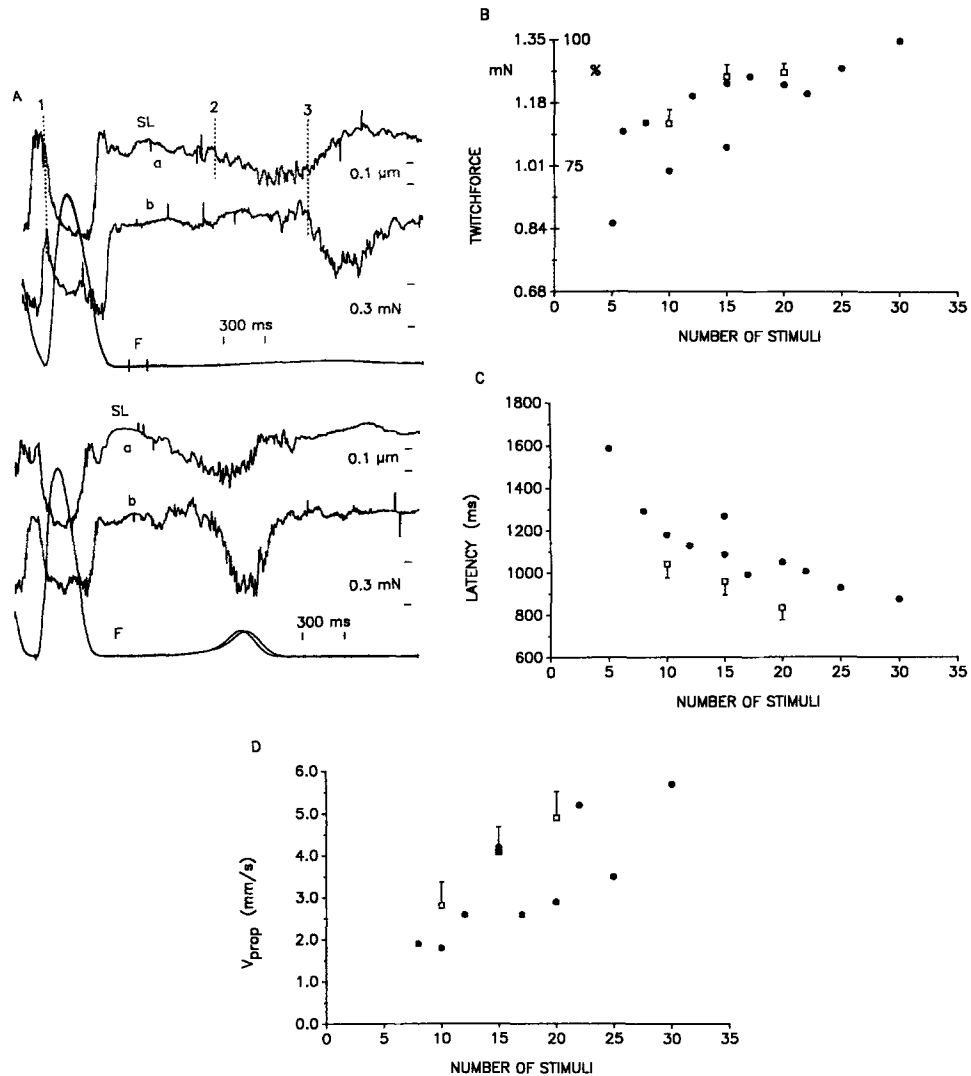 A
1
2
3
SL
a
0.1 µm
b
0.3 mN
300 ms
F
SL
a
0.1 µm
b
0.3 mN
300 ms
F
B
1.35
100
mN
%
1.18
1.01
75
0.84
0.68
TWITCHFORCE
0 5 10 15 20 25 30 35
NUMBER OF STIMULI
C
1800
1600
1400
1200
1000
800
600
LATENCY (ms)
0 5 10 15 20 25 30 35
NUMBER OF STIMULI
D
6.0
5.0
4.0
3.0
2.0
1.0
0.0
Vprop (mm/s)
0 5 10 15 20 25 30 35
NUMBER OF STIMULI